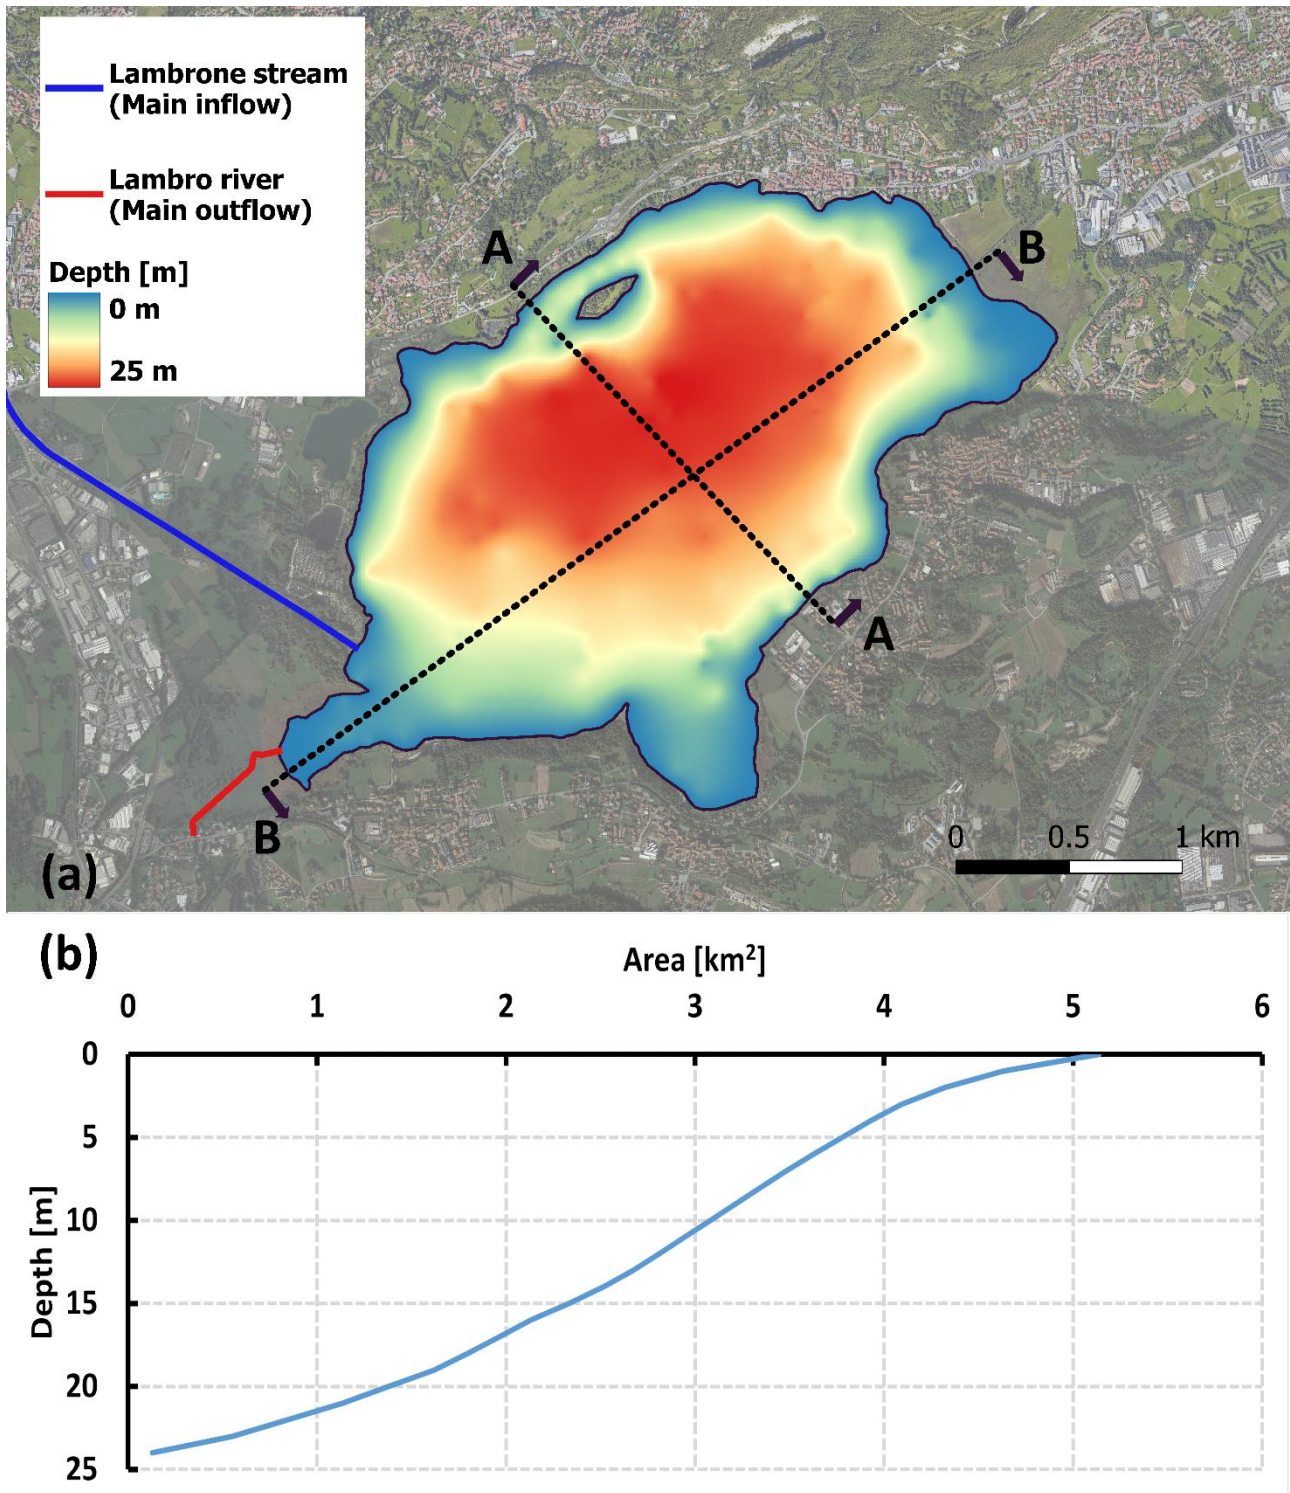 Lambrone stream
(Main inflow)
Lambro river
(Main outflow)
Depth [m]
0 m
25 m
A
B
A
B
0 0.5 1 km
(a)
(b)
Area [km²]
0 1 2 3 4 5 6
Depth [m]
0
5
10
15
20
25